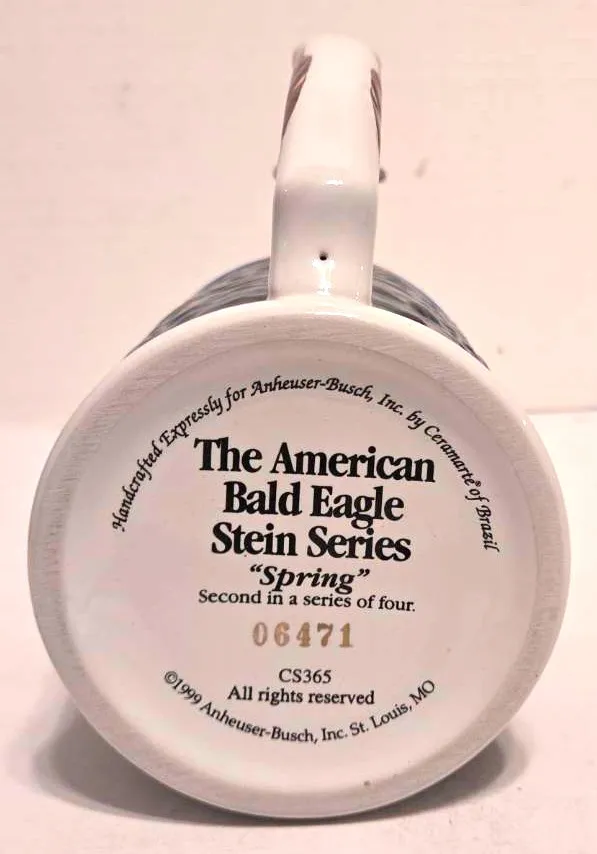 Handcrafted Expressly for Anheuser-Busch, Inc. by Ceramarte® of Brazil
The American
Bald Eagle
Stein Series
“Spring”
Second in a series of four.
06471
CS365
All rights reserved
©1999 Anheuser-Busch, Inc. St. Louis, MO